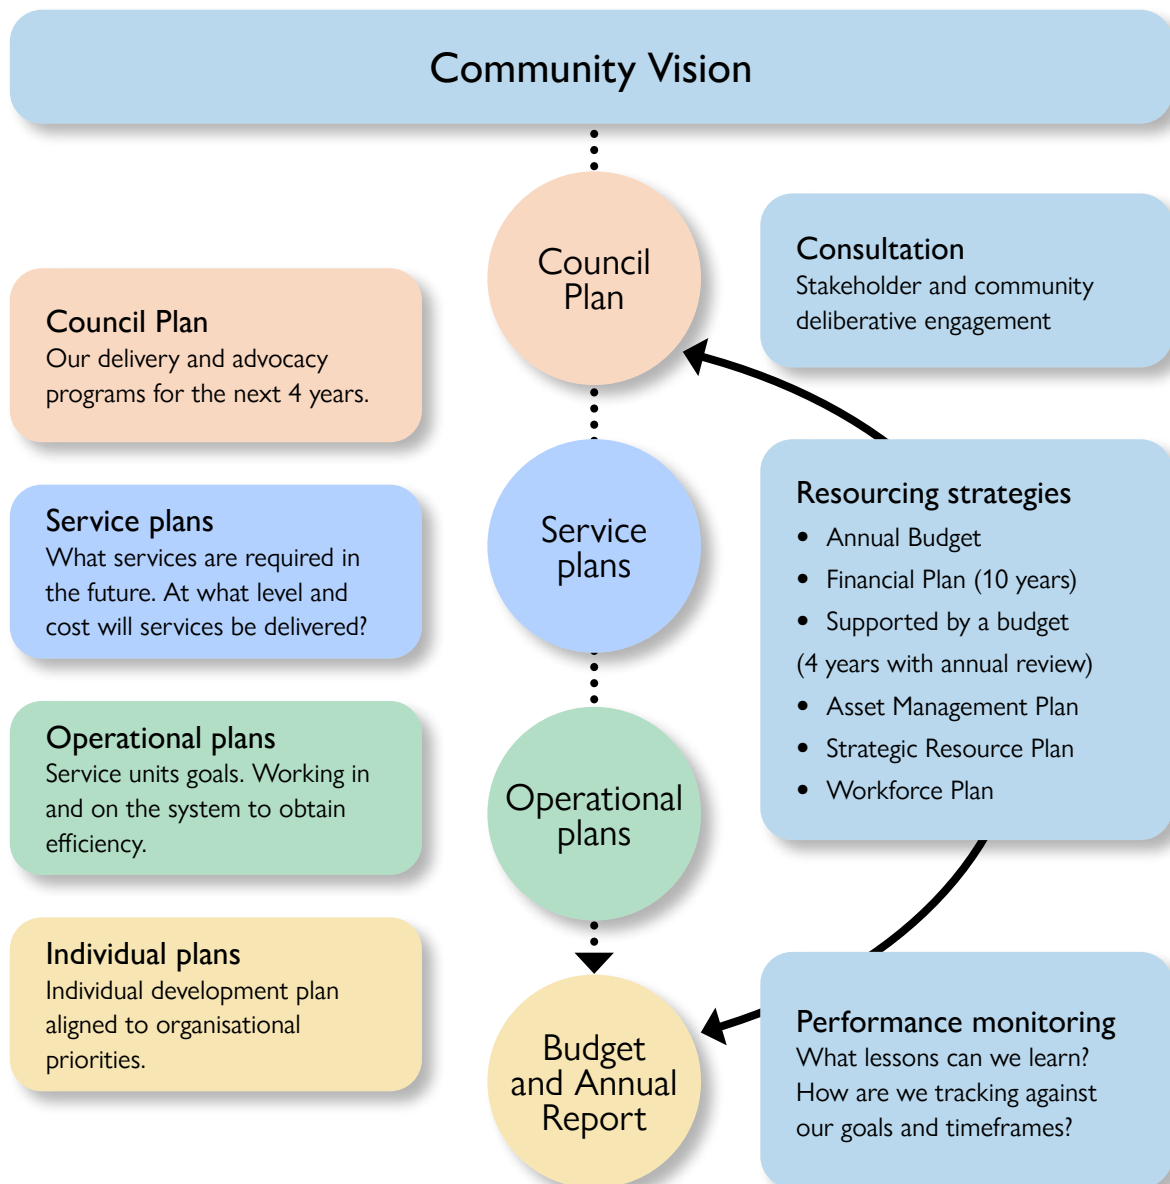 Community Vision
Council
Plan
Consultation
Stakeholder and community
deliberative engagement
Council Plan
Our delivery and advocacy
programs for the next 4 years.
Service plans
What services are required in
the future. At what level and
cost will services be delivered?
Service
plans
Resourcing strategies
• Annual Budget
• Financial Plan (10 years)
• Supported by a budget
(4 years with annual review)
• Asset Management Plan
• Strategic Resource Plan
• Workforce Plan
Operational plans
Service units goals. Working in
and on the system to obtain
efficiency.
Operational
plans
Individual plans
Individual development plan
aligned to organisational
priorities.
Budget
and Annual
Report
Performance monitoring
What lessons can we learn?
How are we tracking against
our goals and timeframes?